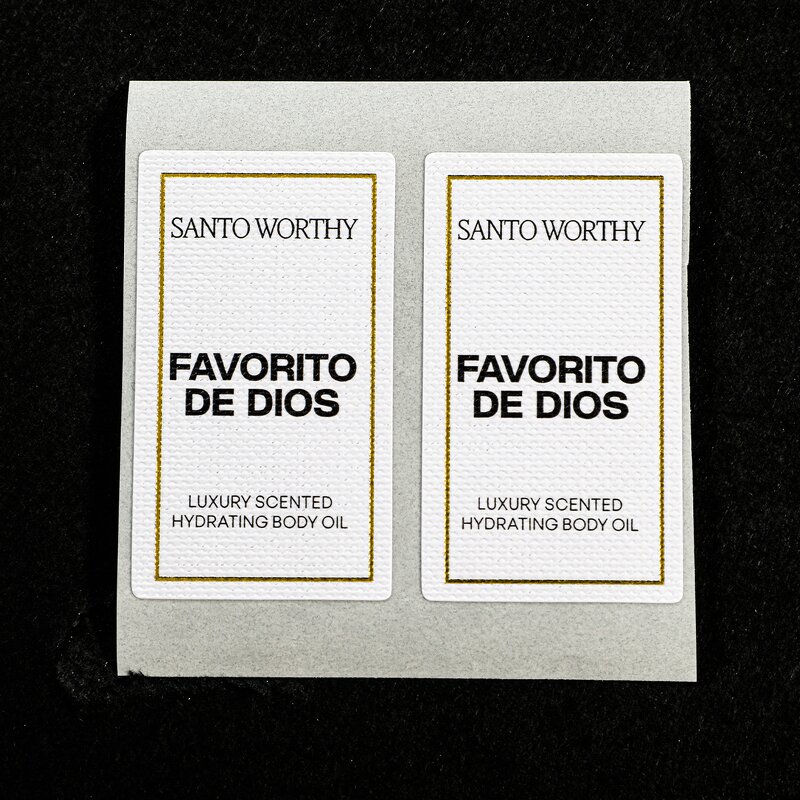 SANTO WORTHY
FAVORITO
DE DIOS
LUXURY SCENTED
HYDRATING BODY OIL
SANTO WORTHY
FAVORITO
DE DIOS
LUXURY SCENTED
HYDRATING BODY OIL